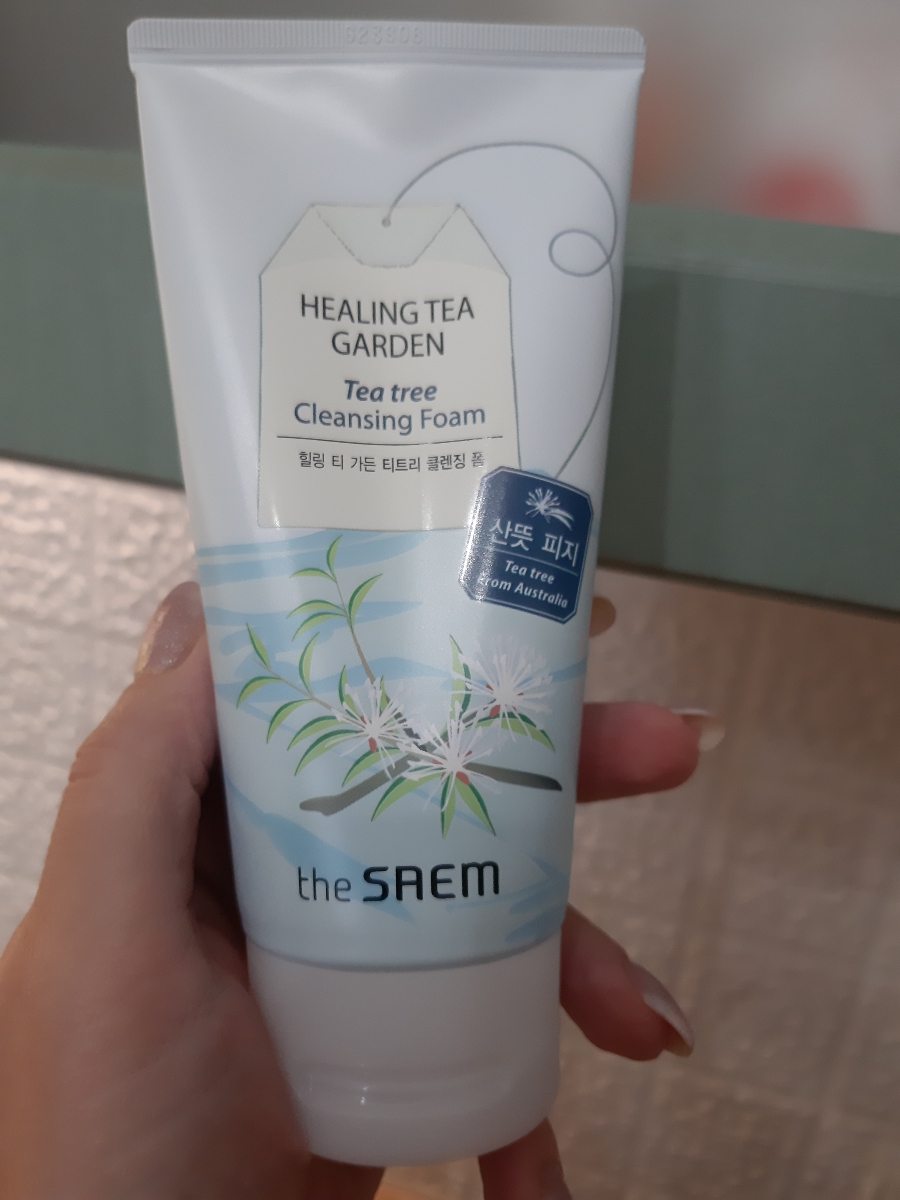 HEALING TEA
GARDEN
Tea tree
Cleansing Foam
힐링 티 가든 티트리 클렌징 폼
산뜻 피지
Tea tree
from Australia
the SAEM